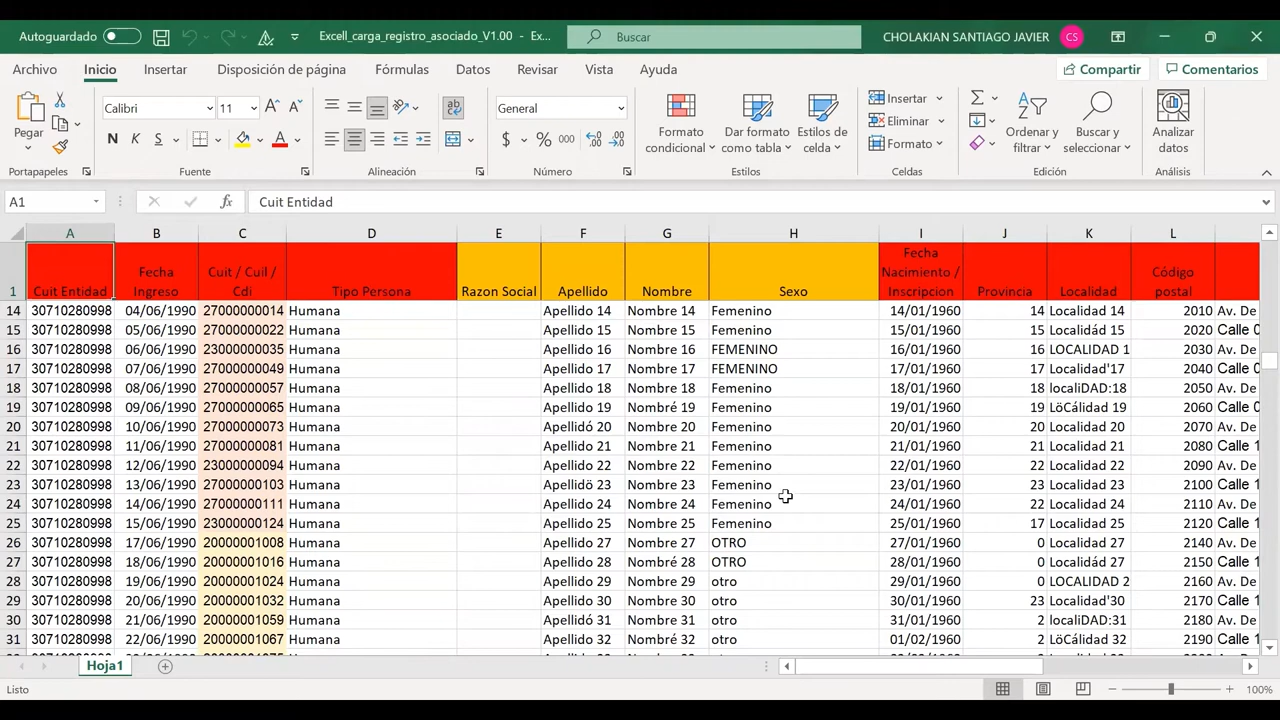 Autoguardado Excell_carga_registro_asociado_V1.00 - Ex... Buscar CHOLAKIAN SANTIAGO JAVIER CS
Archivo Inicio Insertar Disposición de página Fórmulas Datos Revisar Vista Ayuda Compartir Comentarios
Pegar Calibri 11 General Formato condicional Dar formato como tabla Estilos de celda Insertar Eliminar Formato Ordenar y filtrar Buscar y seleccionar Analizar datos
N K S A ab c $ % 000
Portapapeles Fuente Alineación Número Estilos Celdas Edición Análisis
A1 fx Cuit Entidad
A B C D E F G H I J K L
1 Cuit Entidad Fecha Ingreso Cuit / Cuil / Cdi Tipo Persona Razon Social Apellido Nombre Sexo Fecha Nacimiento / Inscripcion Provincia Localidad Código postal
14 30710280998 04/06/1990 27000000014 Humana Apellido 14 Nombre 14 Femenino 14/01/1960 14 Localidad 14 2010 Av. De
15 30710280998 05/06/1990 27000000022 Humana Apellido 15 Nombre 15 Femenino 15/01/1960 15 Localidás 15 2020 Calle 0
16 30710280998 06/06/1990 23000000035 Humana Apellido 16 Nombre 16 FEMENINO 16/01/1960 16 LOCALIDAD 1 2030 Av. De
17 30710280998 07/06/1990 27000000049 Humana Apellido 17 Nombre 17 FEMENINO 17/01/1960 17 Localidad'17 2040 Calle 0
18 30710280998 08/06/1990 27000000057 Humana Apellido 18 Nombre 18 Femenino 18/01/1960 18 localiDAD:18 2050 Av. De
19 30710280998 09/06/1990 27000000065 Humana Apellido 19 Nombré 19 Femenino 19/01/1960 19 LöCálidad 19 2060 Calle 0
20 30710280998 10/06/1990 27000000073 Humana Apellidó 20 Nombre 20 Femenino 20/01/1960 20 Localidad 20 2070 Av. De
21 30710280998 11/06/1990 27000000081 Humana Apellido 21 Nombre 21 Femenino 21/01/1960 21 Localidad 21 2080 Calle 1
22 30710280998 12/06/1990 23000000094 Humana Apellido 22 Nombre 22 Femenino 22/01/1960 22 Localidad 22 2090 Av. De
23 30710280998 13/06/1990 27000000103 Humana Apellidö 23 Nombre 23 Femenino 23/01/1960 23 Localidad 23 2100 Calle 1
24 30710280998 14/06/1990 27000000111 Humana Apellido 24 Nombre 24 Femenino 24/01/1960 22 Localidad 24 2110 Av. De
25 30710280998 15/06/1990 23000000124 Humana Apellido 25 Nombre 25 Femenino 25/01/1960 17 Localidad 25 2120 Calle 1
26 30710280998 17/06/1990 20000001008 Humana Apellido 27 Nombre 27 OTRO 27/01/1960 0 Localidad 27 2140 Av. De
27 30710280998 18/06/1990 20000001016 Humana Apellido 28 Nombré 28 OTRO 28/01/1960 0 Localidád 27 2150 Calle 1
28 30710280998 19/06/1990 20000001024 Humana Apellido 29 Nombre 29 otro 29/01/1960 0 LOCALIDAD 2 2160 Av. De
29 30710280998 20/06/1990 20000001032 Humana Apellido 30 Nombre 30 otro 30/01/1960 23 Localidad'30 2170 Calle 1
30 30710280998 21/06/1990 20000001059 Humana Apellidó 31 Nombre 31 otro 31/01/1960 2 localiDAD:31 2180 Av. De
31 30710280998 22/06/1990 20000001067 Humana Apellido 32 Nombré 32 otro 01/02/1960 2 LöCálidad 32 2190 Calle 1
Hoja1
Listo 100%